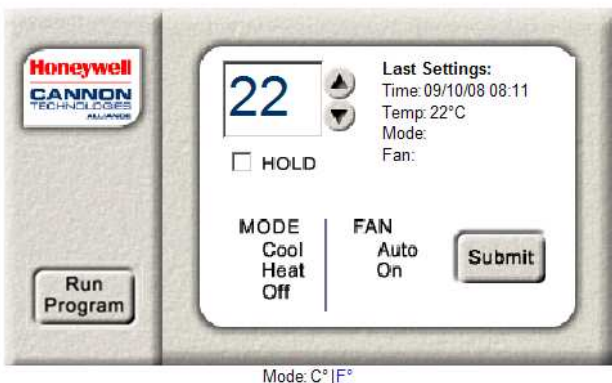 Honeywell
CANNON
TECHNOLOGIES
ALLIANCE
22
HOLD
Last Settings:
Time: 09/10/08 08:11
Temp: 22°C
Mode:
Fan:
MODE
Cool
Heat
Off
FAN
Auto
On
Submit
Run
Program
Mode: C° | F°